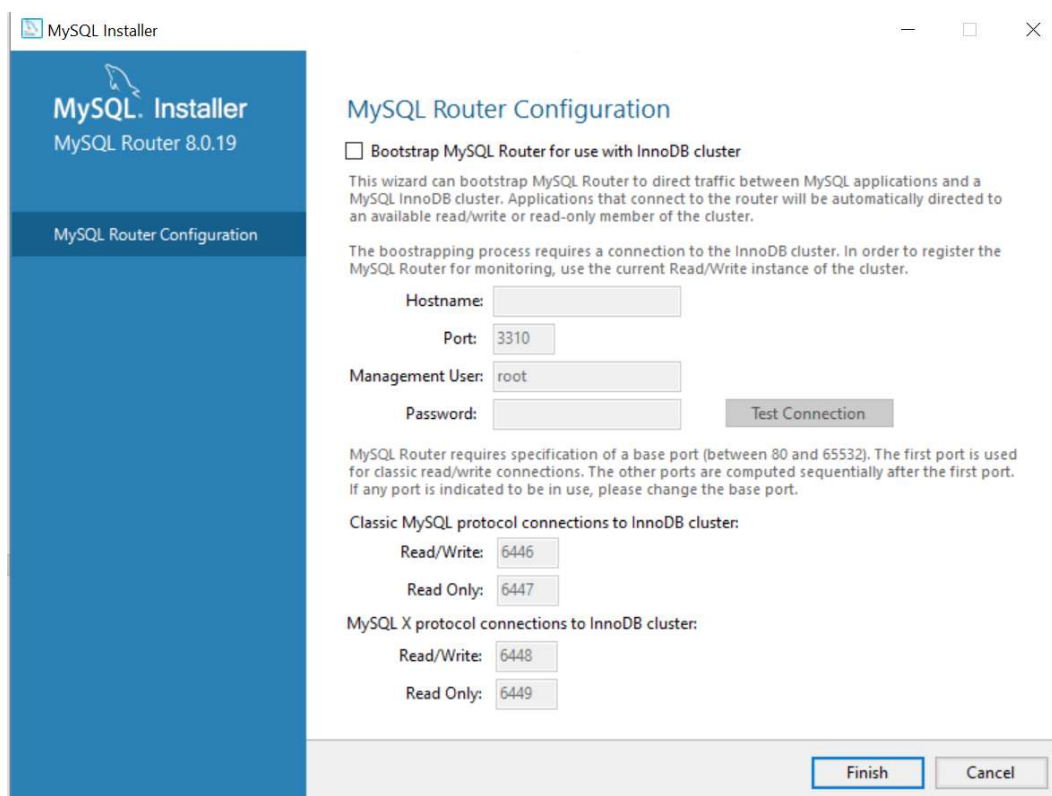 MySQL Installer
MySQL. Installer
MySQL Router 8.0.19
MySQL Router Configuration
MySQL Router Configuration
Bootstrap MySQL Router for use with InnoDB cluster
This wizard can bootstrap MySQL Router to direct traffic between MySQL applications and a
MySQL InnoDB cluster. Applications that connect to the router will be automatically directed to
an available read/write or read-only member of the cluster.
The boostrapping process requires a connection to the InnoDB cluster. In order to register the
MySQL Router for monitoring, use the current Read/Write instance of the cluster.
Hostname:
Port: 3310
Management User: root
Password: Test Connection
MySQL Router requires specification of a base port (between 80 and 65532). The first port is used
for classic read/write connections. The other ports are computed sequentially after the first port.
If any port is indicated to be in use, please change the base port.
Classic MySQL protocol connections to InnoDB cluster:
Read/Write: 6446
Read Only: 6447
MySQL X protocol connections to InnoDB cluster:
Read/Write: 6448
Read Only: 6449
Finish Cancel